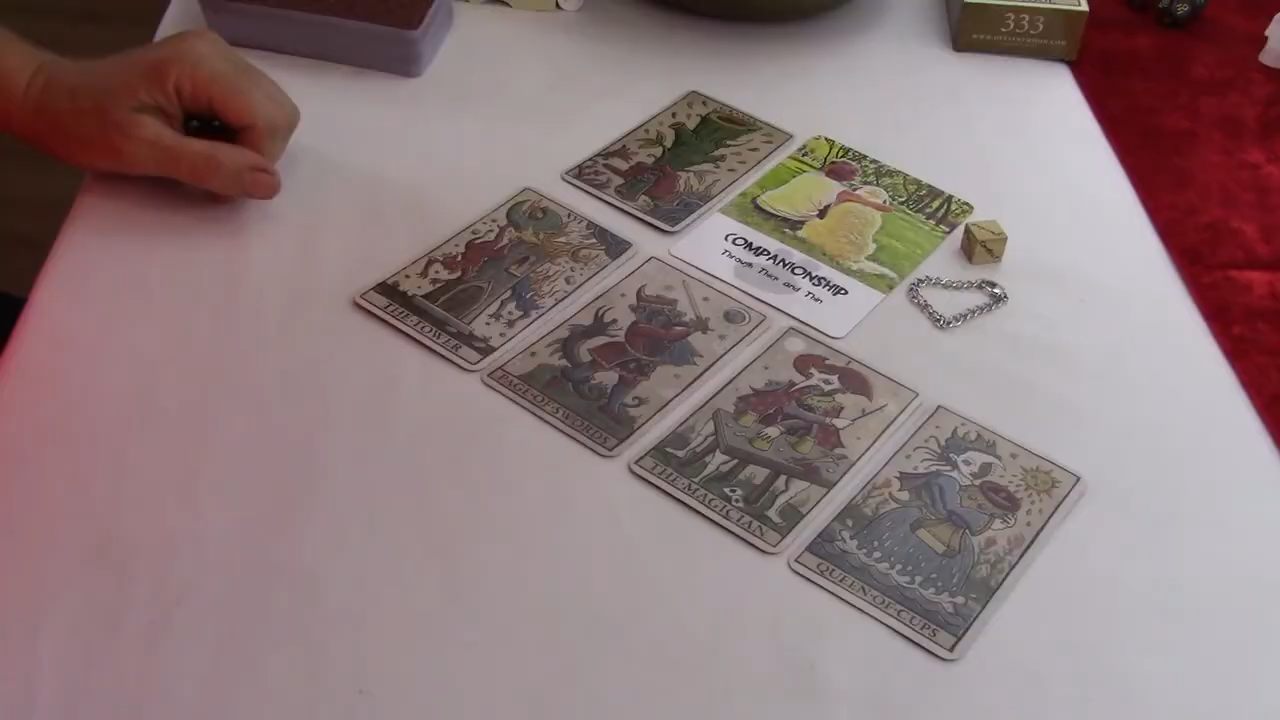 333
COMPANIONSHIP
Through Thick and Thin
THE·TOWER
PAGE·OF·SWORDS
THE·MAGICIAN
QUEEN·OF·CUPS